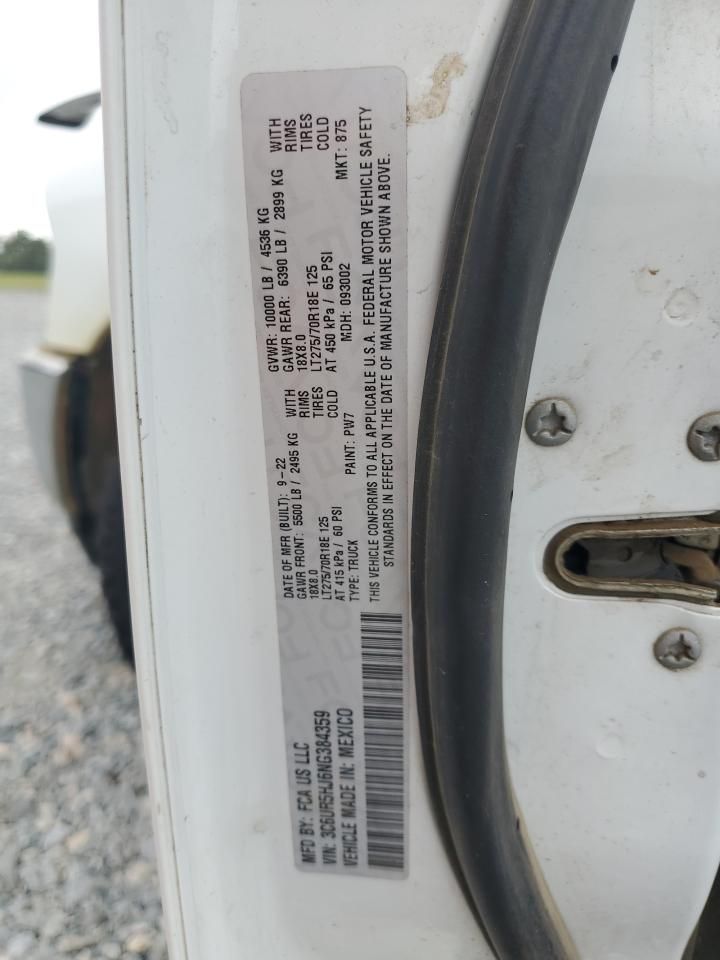 MFD BY: FCA US LLC
DATE OF MFR (BUILT): 9-22
GVWR: 10000 LB / 4536 KG
GAWR FRONT: 5500 LB / 2495 KG WITH
GAWR REAR: 6390 LB / 2899 KG WITH
18X8.0 RIMS
18X8.0 RIMS
LT275/70R18E 125 TIRES
LT275/70R18E 125 TIRES
AT 415 kPa / 60 PSI COLD
AT 450 kPa / 65 PSI COLD
VIN: 3C6UR5HJ6NG384359
TYPE: TRUCK PAINT: PW7 MDH: 093002 MKT: 875
VEHICLE MADE IN: MEXICO
THIS VEHICLE CONFORMS TO ALL APPLICABLE U.S.A. FEDERAL MOTOR VEHICLE SAFETY
STANDARDS IN EFFECT ON THE DATE OF MANUFACTURE SHOWN ABOVE.